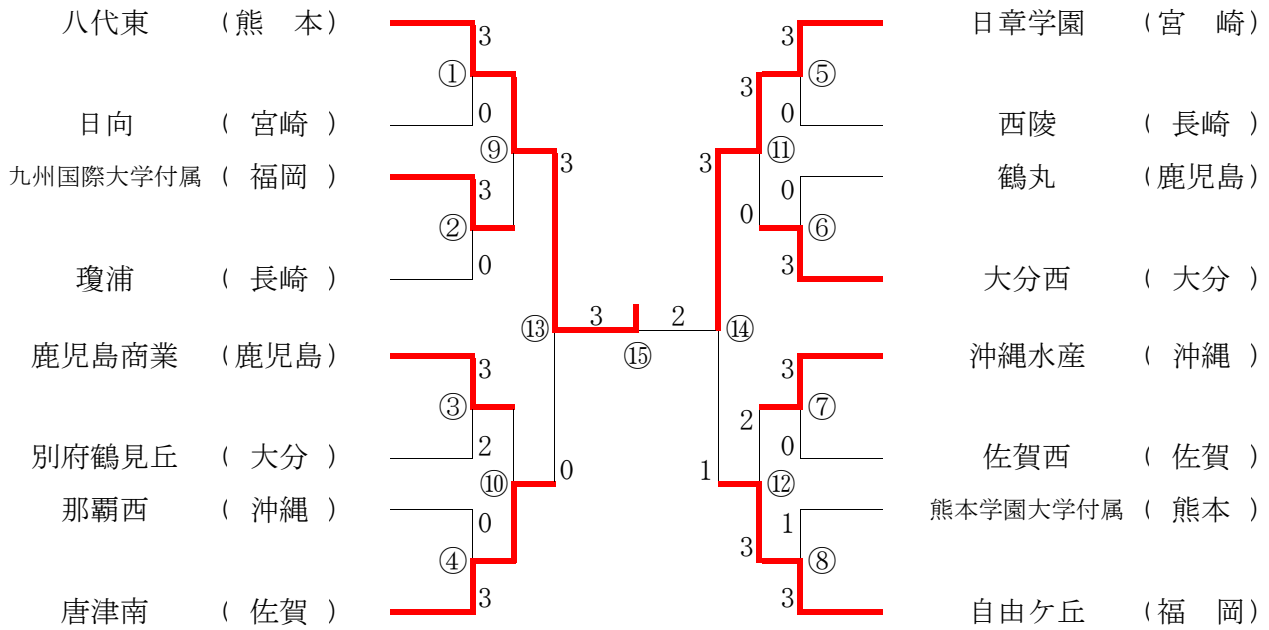 八代東 (熊 本) 3 3 日章学園 (宮 崎)
① ⑤
3
日向 ( 宮崎 ) 0 0 西陵 ( 長崎 )
⑨ 3 3 ⑪
九州国際大学付属 ( 福岡 ) 3 0 鶴丸 (鹿児島)
0
② ⑥
瓊浦 ( 長崎 ) 0 3 大分西 ( 大分 )
⑬ 3 2 ⑭
⑮
鹿児島商業 (鹿児島) 3 3 沖縄水産 ( 沖縄 )
③ ⑦
2
別府鶴見丘 ( 大分 ) 2 0 佐賀西 ( 佐賀 )
⑩ 0 1 ⑫
那覇西 ( 沖縄 ) 0 1 熊本学園大学付属 ( 熊本 )
3
④ ⑧
唐津南 ( 佐賀 ) 3 3 自由ケ丘 (福 岡)